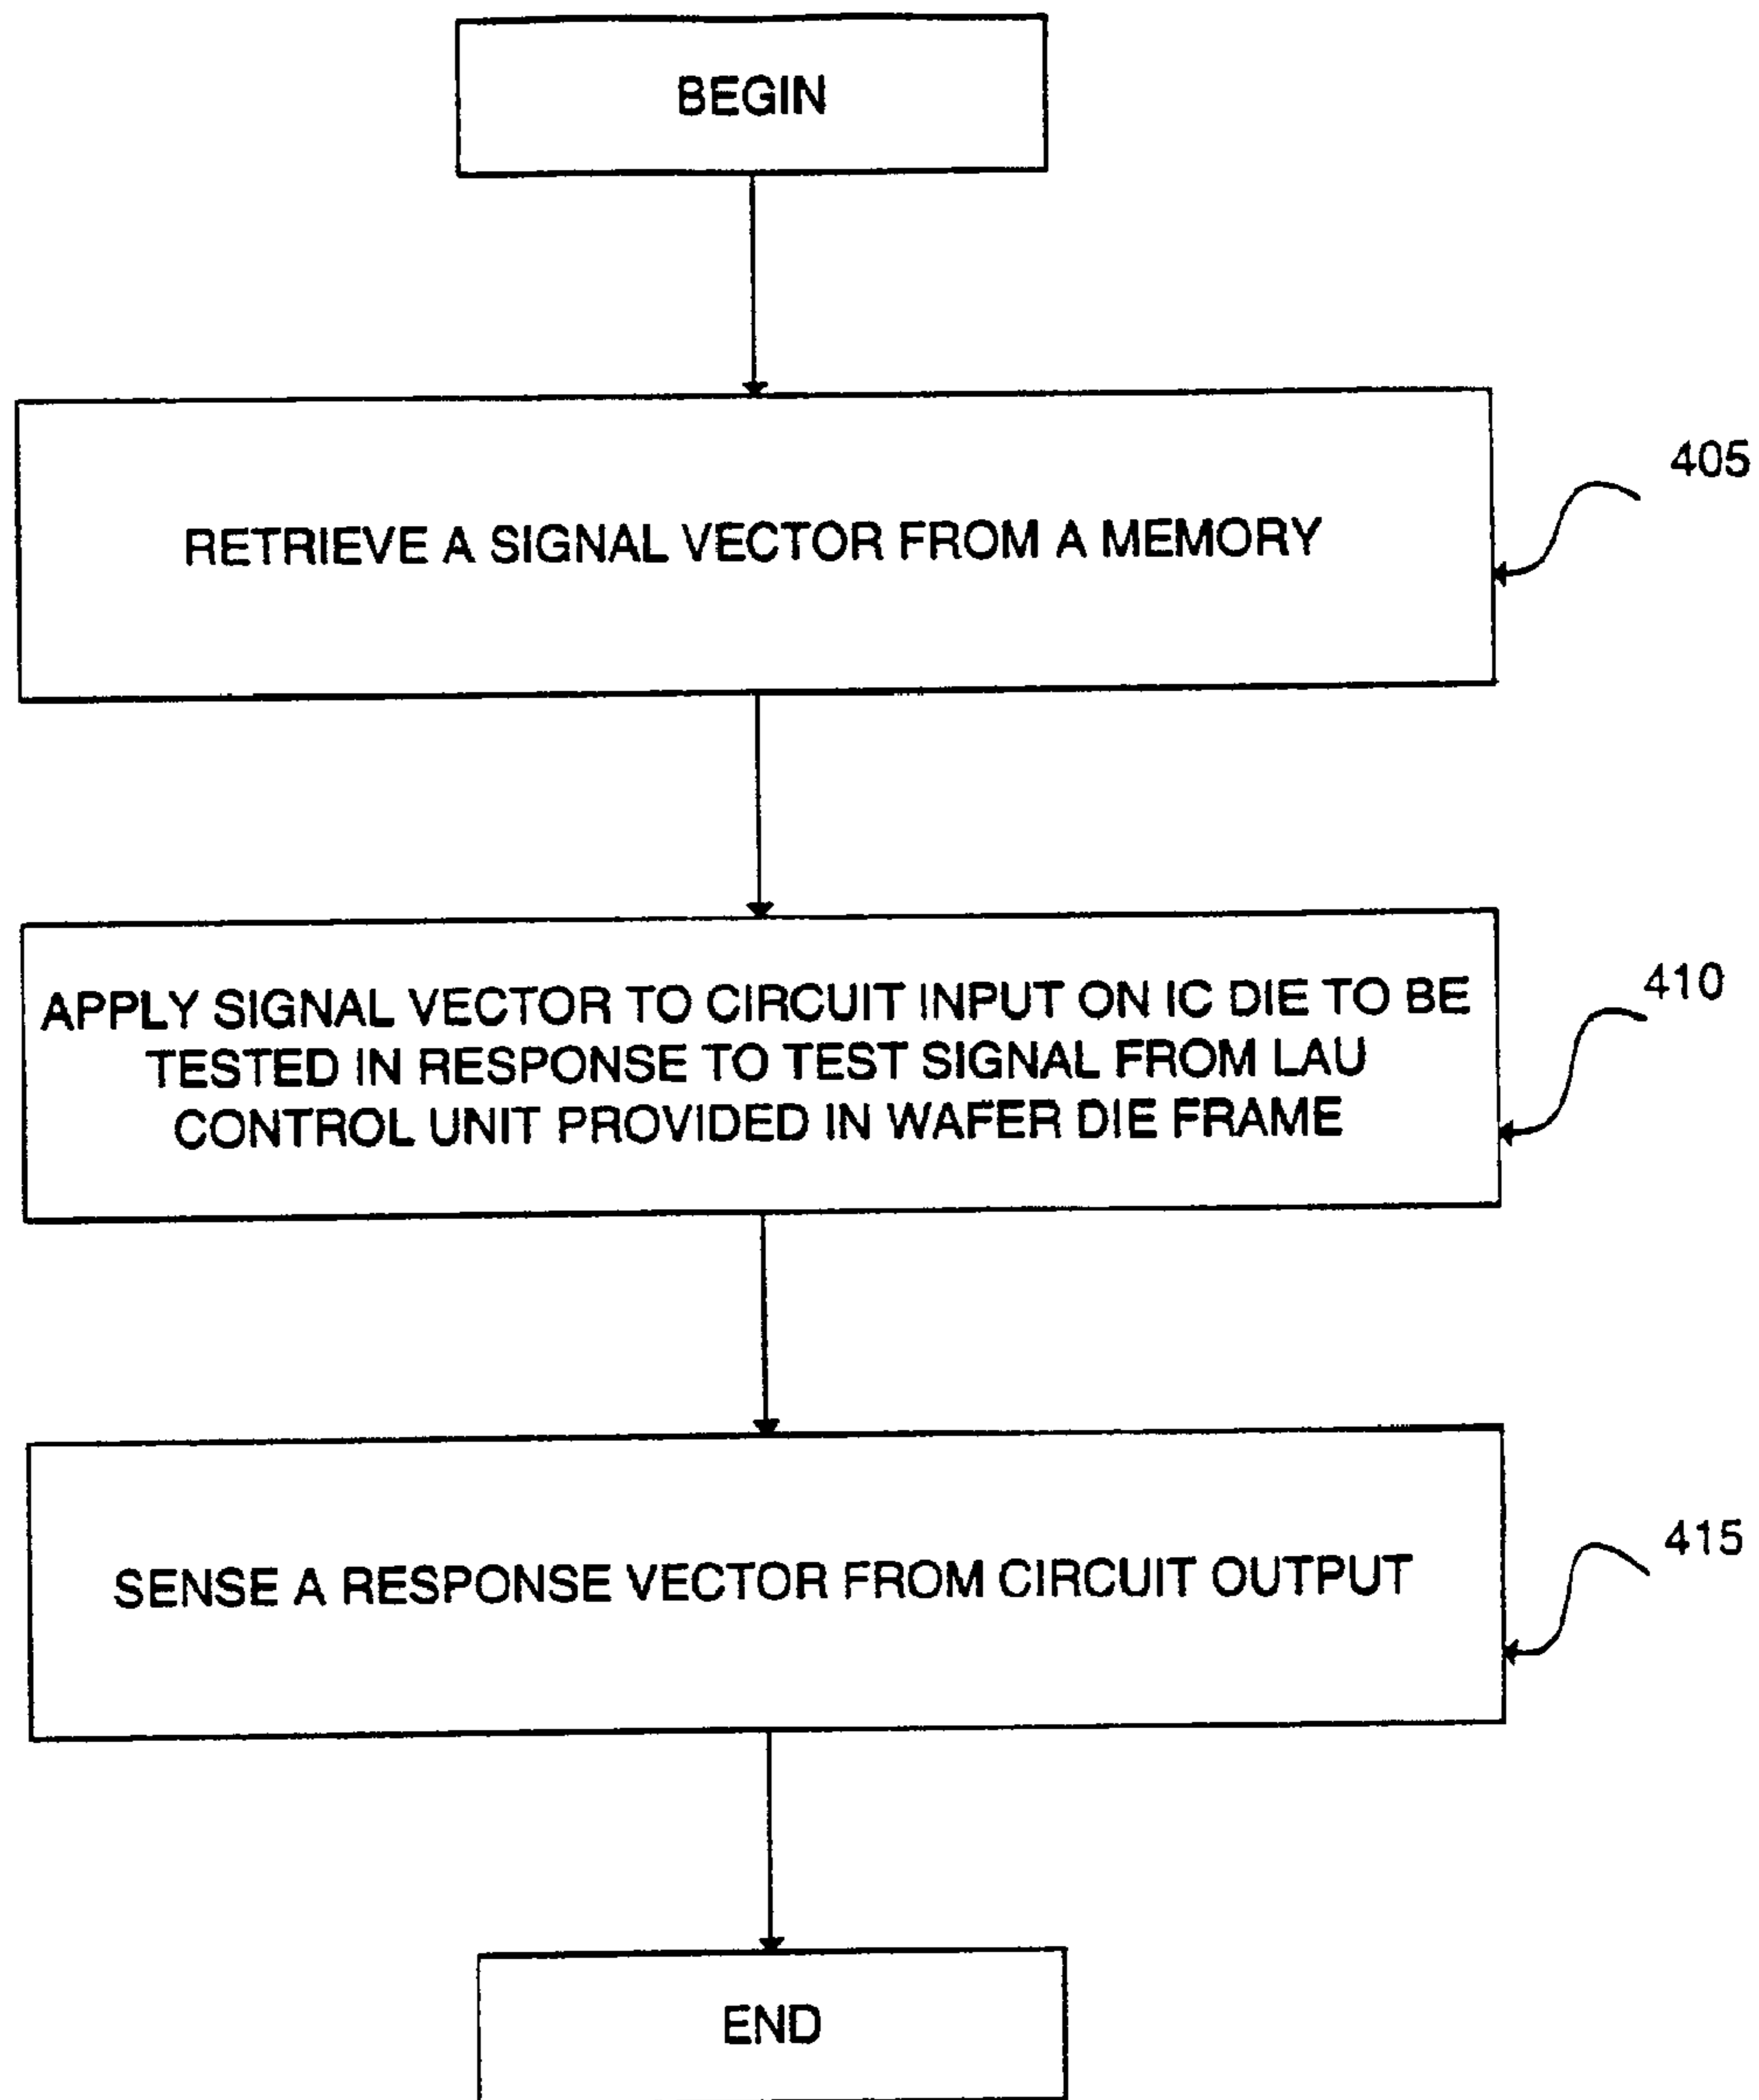 BEGIN
RETRIEVE A SIGNAL VECTOR FROM A MEMORY
405
APPLY SIGNAL VECTOR TO CIRCUIT INPUT ON IC DIE TO BE
TESTED IN RESPONSE TO TEST SIGNAL FROM LAU
CONTROL UNIT PROVIDED IN WAFER DIE FRAME
410
SENSE A RESPONSE VECTOR FROM CIRCUIT OUTPUT
415
END